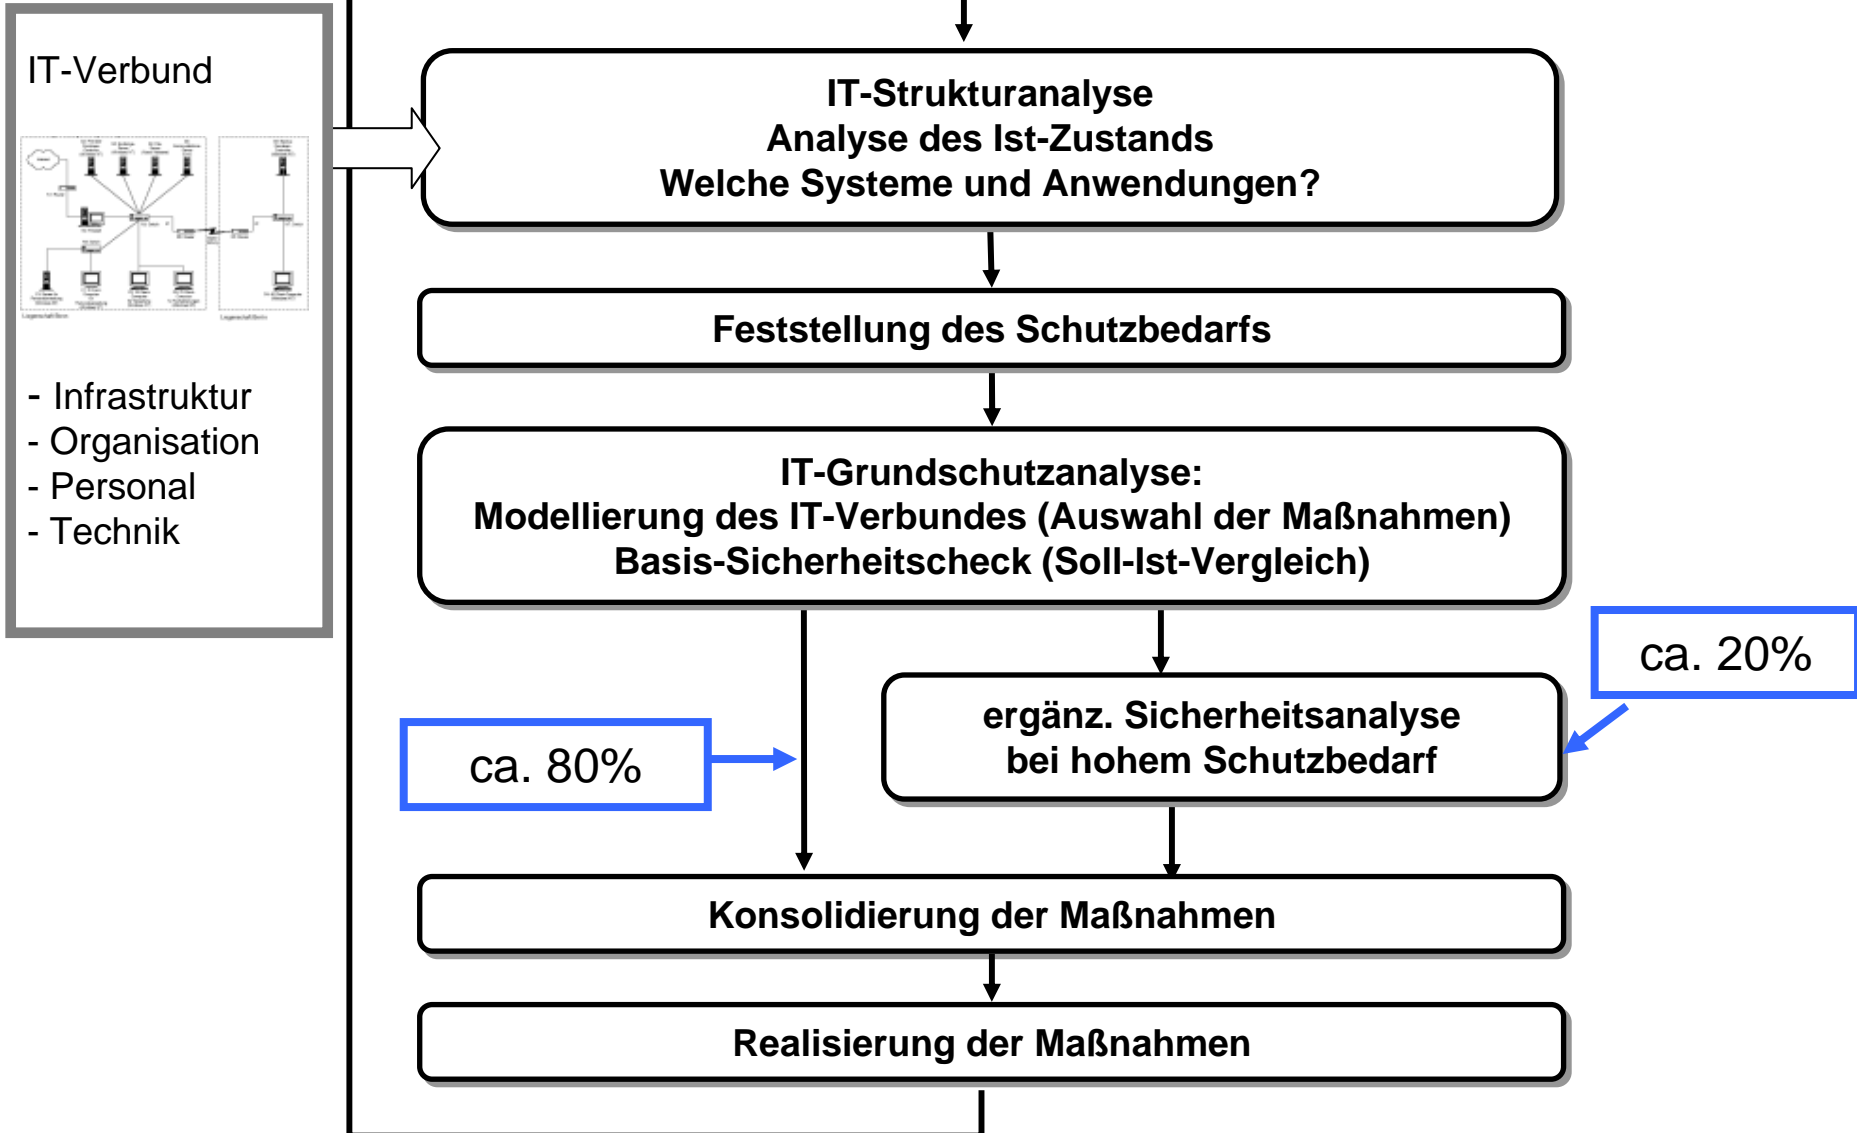 IT-Verbund
- Infrastruktur
- Organisation
- Personal
- Technik
IT-Strukturanalyse
Analyse des Ist-Zustands
Welche Systeme und Anwendungen?
Feststellung des Schutzbedarfs
IT-Grundschutzanalyse:
Modellierung des IT-Verbundes (Auswahl der Maßnahmen)
Basis-Sicherheitscheck (Soll-Ist-Vergleich)
ca. 80%
ergänz. Sicherheitsanalyse
bei hohem Schutzbedarf
ca. 20%
Konsolidierung der Maßnahmen
Realisierung der Maßnahmen